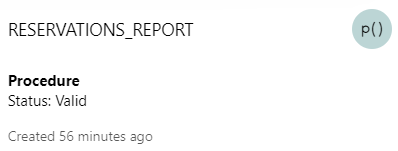 RESERVATIONS_REPORT
p()
Procedure
Status: Valid
Created 56 minutes ago